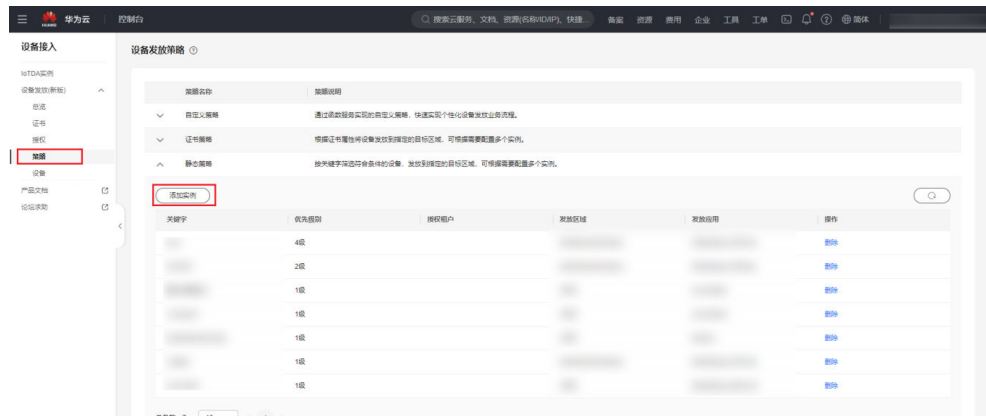 HUAWEI 华为云 控制台 搜索云服务、文档、资源(名称/ID/IP)、快捷... 备案 资源 费用 企业 工具 工单 简体
设备接入
IoTDA实例
设备发放(新版)
总览
证书
授权
策略
设备
产品文档
论坛求助
设备发放策略
策略名称 策略说明
自定义策略 通过函数服务实现的自定义策略，快速实现个性化设备发放业务流程。
证书策略 根据证书属性将设备发放到指定的目标区域，可根据需要配置多个实例。
静态策略 按关键字筛选符合条件的设备，发放到指定的目标区域，可根据需要配置多个实例。
添加实例
关键字 优先级别 授权租户 发放区域 发放应用 操作
4级 删除
2级 删除
1级 删除
1级 删除
1级 删除
1级 删除
1级 删除